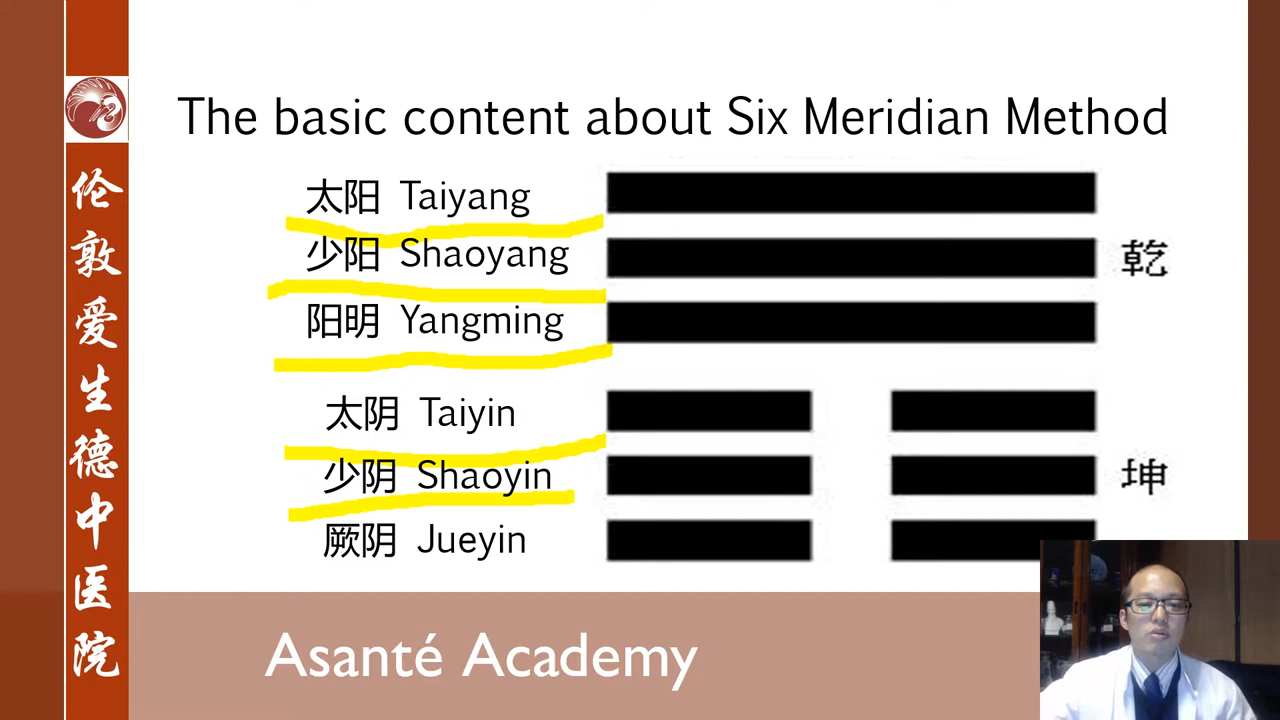 The basic content about Six Meridian Method
太阳 Taiyang
少阳 Shaoyang
乾
阳明 Yangming
太阴 Taiyin
少阴 Shaoyin
坤
厥阴 Jueyin
伦敦爱生德中医院
Asanté Academy